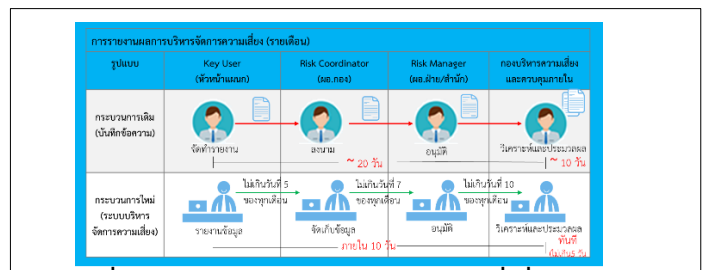 การรายงานผลการบริหารจัดการความเสี่ยง (รายเดือน)
รูปแบบ
Key User
(หัวหน้าแผนก)
Risk Coordinator
(ผอ.กอง)
Risk Manager
(ผอ.ฝ่าย/สำนัก)
กองบริหารความเสี่ยง
และควบคุมภายใน
กระบวนการเดิม
(บันทึกข้อความ)
จัดทำรายงาน
ลงนาม
อนุมัติ
วิเคราะห์และประมวลผล
~ 20 วัน
~ 10 วัน
กระบวนการใหม่
(ระบบบริหาร
จัดการความเสี่ยง)
ไม่เกินวันที่ 5
ของทุกเดือน
ไม่เกินวันที่ 7
ของทุกเดือน
ไม่เกินวันที่ 10
ของทุกเดือน
รายงานข้อมูล
จัดเก็บข้อมูล
อนุมัติ
วิเคราะห์และประมวลผล
ภายใน 10 วัน
ทันที
วัน